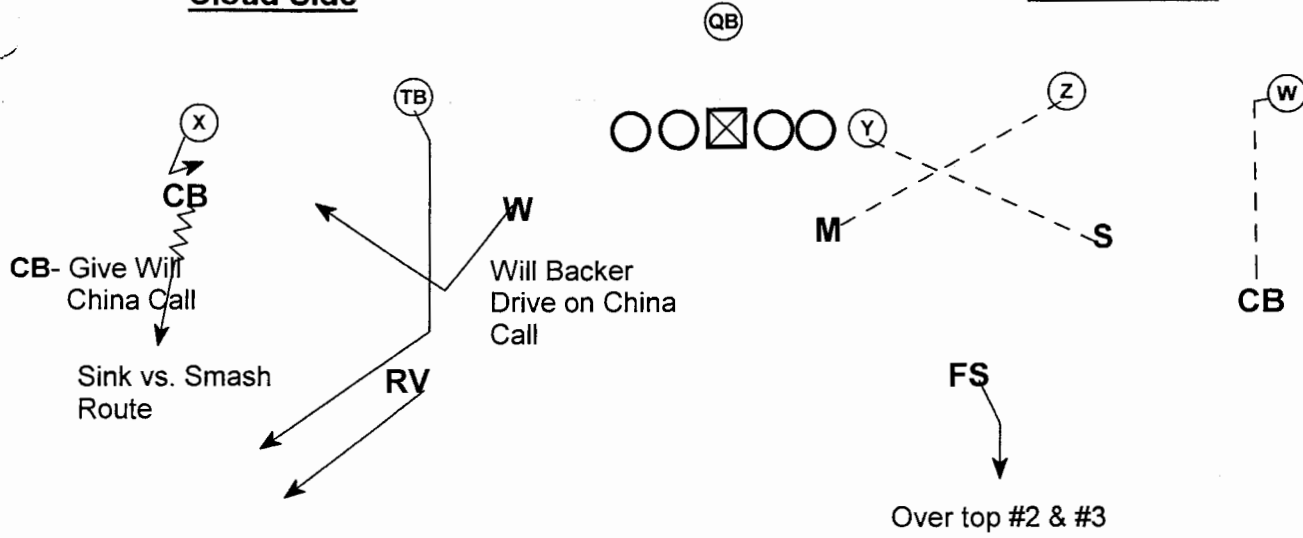 Cloud Side
QB
X
TB
Y
Z
W
CB
W
M
S
CB
CB- Give Will
China Call
Will Backer
Drive on China
Call
Sink vs. Smash
Route
RV
FS
Over top #2 & #3